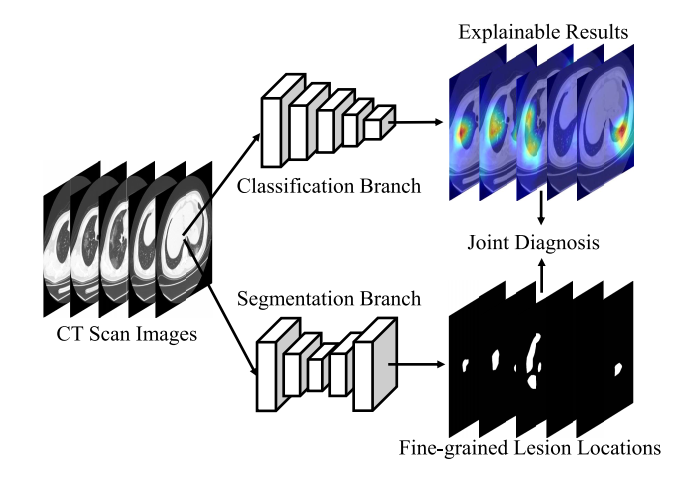 Explainable Results
Classification Branch
Joint Diagnosis
Segmentation Branch
CT Scan Images
Fine-grained Lesion Locations